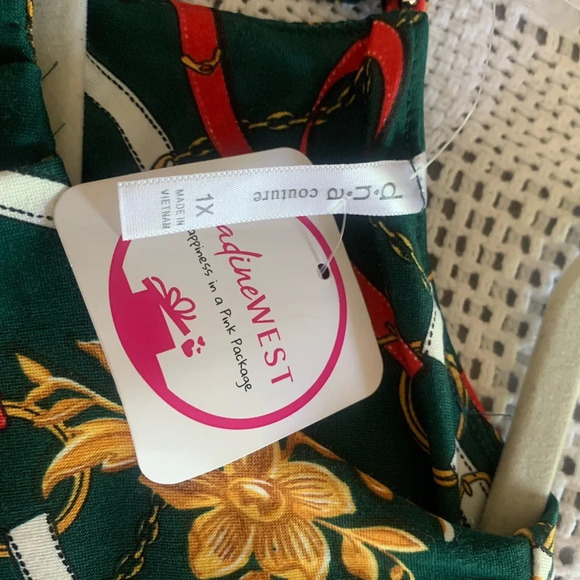 d.n.a
couture
1X
MADE IN
VIETNAM
adineWEST
appiness in a Pink Package